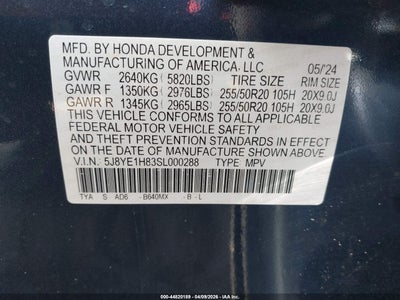 MFD. BY HONDA DEVELOPMENT &
MANUFACTURING OF AMERICA, LLC 05/24
GVWR 2640KG (5820LBS) TIRE SIZE RIM SIZE
GAWR F 1350KG (2976LBS) 255/50R20 105H 20X9.0J
GAWR R 1345KG (2965LBS) 255/50R20 105H 20X9.0J
THIS VEHICLE CONFORMS TO ALL APPLICABLE
FEDERAL MOTOR VEHICLE SAFETY
AND THEFT PREVENTION STANDARDS IN EFFECT ON
THE DATE OF MANUFACTURE SHOWN ABOVE.
V.I.N.: 5J8YE1H83SL000288 TYPE: MPV
TYA S AD6 -B640MX -B -L
000-44820188 - 04/09/2026 -